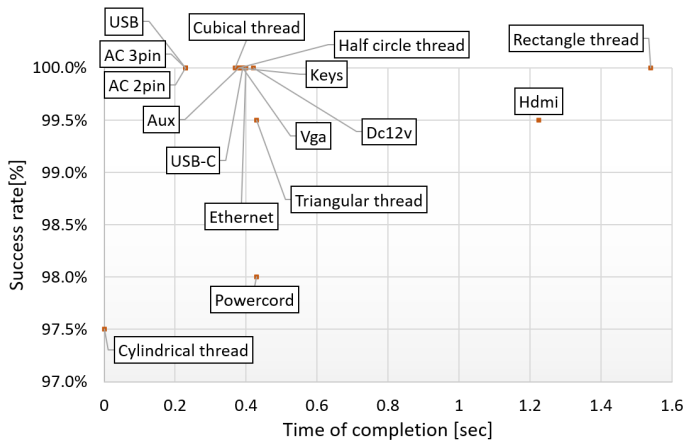 USB
Cubical thread
Half circle thread
Rectangle thread
AC 3pin
AC 2pin
Keys
Hdmi
Aux
Vga
Dc12v
USB-C
Triangular thread
Ethernet
Powercord
Cylindrical thread
Success rate[%]
100.0%
99.5%
99.0%
98.5%
98.0%
97.5%
97.0%
0 0.2 0.4 0.6 0.8 1 1.2 1.4 1.6
Time of completion [sec]